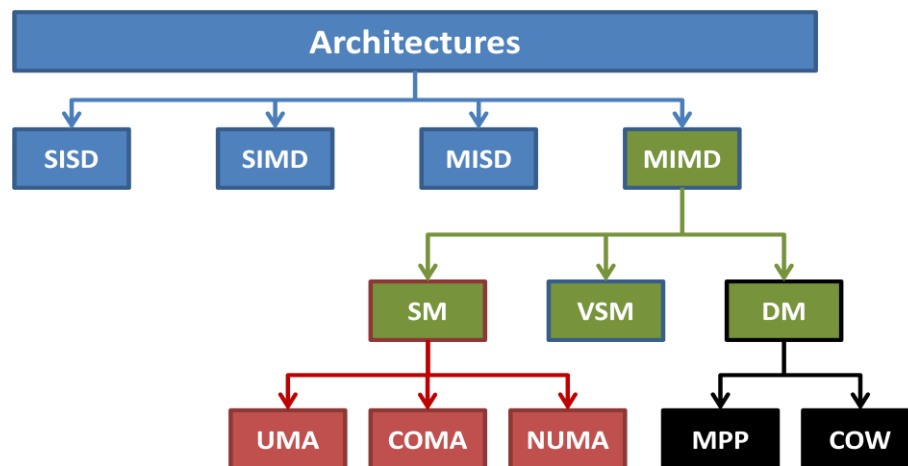 Architectures
SISD SIMD MISD MIMD
SM VSM DM
UMA COMA NUMA MPP COW